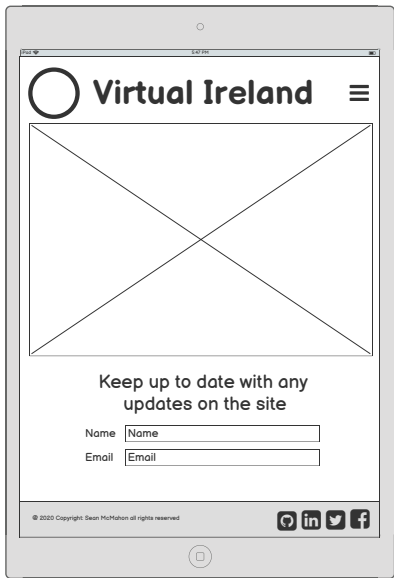 iPad 5:47 PM
Virtual Ireland
Keep up to date with any
updates on the site
Name Name
Email Email
© 2020 Copyright: Sean McMahon all rights reserved